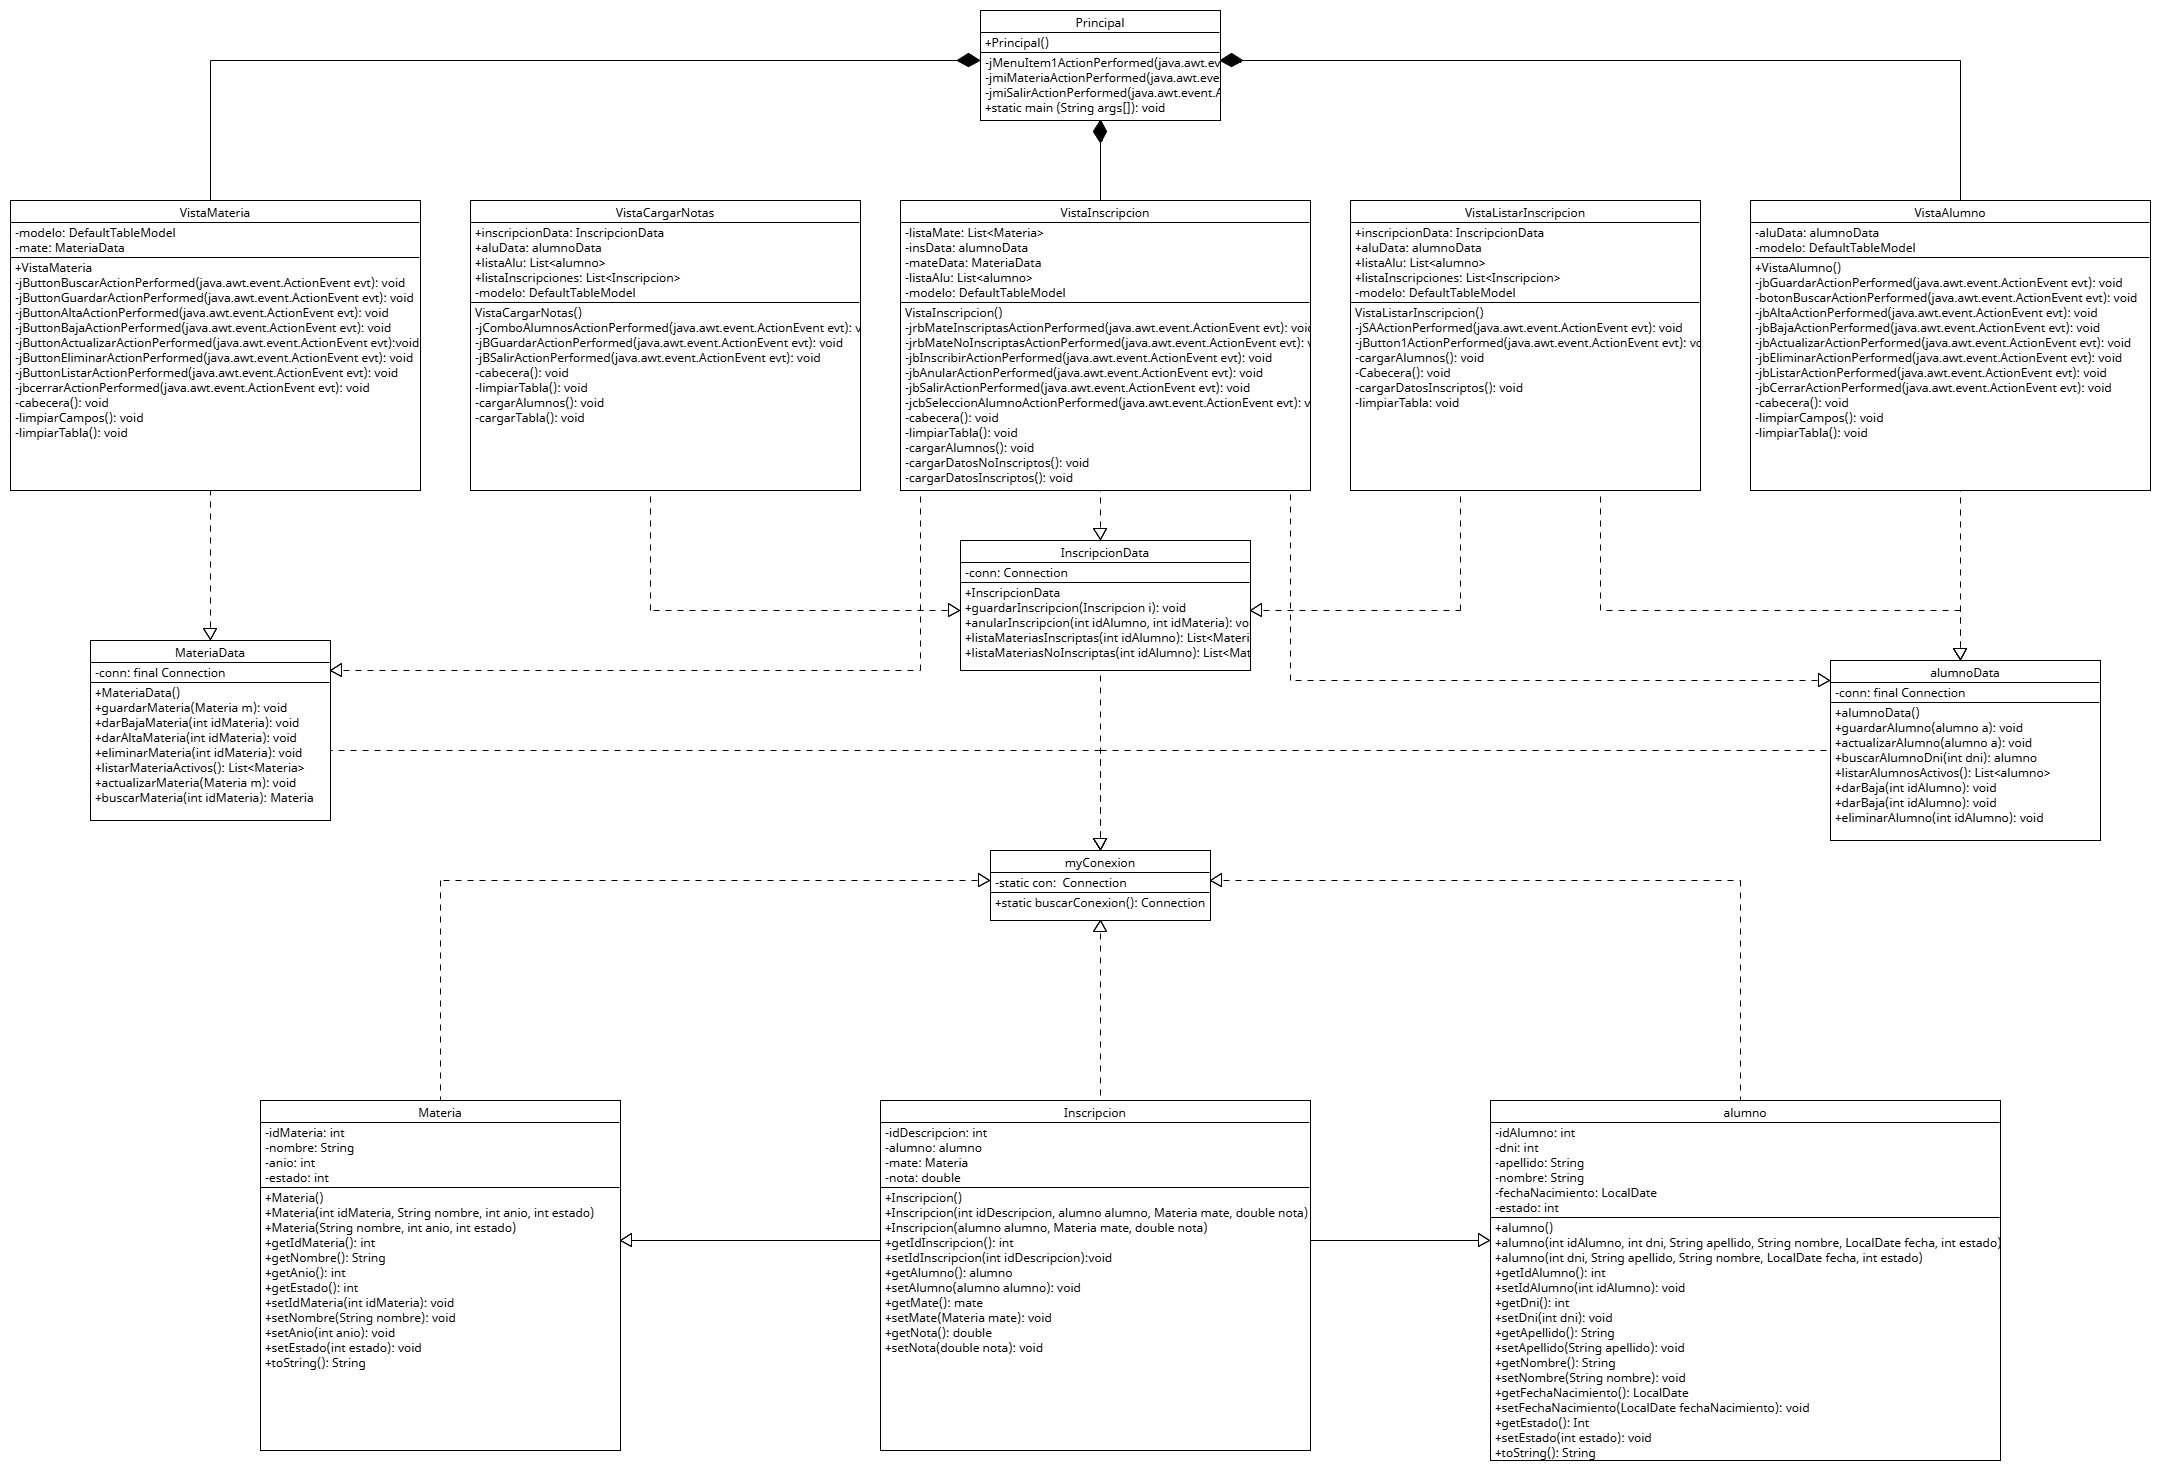 Principal
+Principal()
-jMenuItem1ActionPerformed(java.awt.ev
-jmiMateriaActionPerformed(java.awt.eve
-jmiSalirActionPerformed(java.awt.event.A
+static main (String args[]): void
VistaMateria
-modelo: DefaultTableModel
-mate: MateriaData
+VistaMateria
-jButtonBuscarActionPerformed(java.awt.event.ActionEvent evt): void
-jButtonGuardarActionPerformed(java.awt.event.ActionEvent evt): void
-jButtonAltaActionPerformed(java.awt.event.ActionEvent evt): void
-jButtonBajaActionPerformed(java.awt.event.ActionEvent evt): void
-jButtonActualizarActionPerformed(java.awt.event.ActionEvent evt):void
-jButtonEliminarActionPerformed(java.awt.event.ActionEvent evt): void
-jButtonListarActionPerformed(java.awt.event.ActionEvent evt): void
-jbcerrarActionPerformed(java.awt.event.ActionEvent evt): void
-cabecera(): void
-limpiarCampos(): void
-limpiarTabla(): void
VistaCargarNotas
+inscripcionData: InscripcionData
+aluData: alumnoData
+listaAlu: List<alumno>
+listaInscripciones: List<Inscripcion>
-modelo: DefaultTableModel
VistaCargarNotas()
-jComboAlumnosActionPerformed(java.awt.event.ActionEvent evt): v
-jBGuardarActionPerformed(java.awt.event.ActionEvent evt): void
-jBSalirActionPerformed(java.awt.event.ActionEvent evt): void
-cabecera(): void
-limpiarTabla(): void
-cargarAlumnos(): void
-cargarTabla(): void
VistaInscripcion
-listaMate: List<Materia>
-insData: alumnoData
-mateData: MateriaData
-listaAlu: List<alumno>
-modelo: DefaultTableModel
VistaInscripcion()
-jrbMateInscriptasActionPerformed(java.awt.event.ActionEvent evt): void
-jrbMateNoInscriptasActionPerformed(java.awt.event.ActionEvent evt): v
-jbInscribirActionPerformed(java.awt.event.ActionEvent evt): void
-jbAnularActionPerformed(java.awt.event.ActionEvent evt): void
-jbSalirActionPerformed(java.awt.event.ActionEvent evt): void
-jcbSeleccionAlumnoActionPerformed(java.awt.event.ActionEvent evt): v
-cabecera(): void
-limpiarTabla(): void
-cargarAlumnos(): void
-cargarDatosNoInscriptos(): void
-cargarDatosInscriptos(): void
VistaListarInscripcion
+inscripcionData: InscripcionData
+aluData: alumnoData
+listaAlu: List<alumno>
+listaInscripciones: List<Inscripcion>
-modelo: DefaultTableModel
VistaListarInscripcion()
-jSAActionPerformed(java.awt.event.ActionEvent evt): void
-jButton1ActionPerformed(java.awt.event.ActionEvent evt): vo
-cargarAlumnos(): void
-Cabecera(): void
-cargarDatosInscriptos(): void
-limpiarTabla: void
VistaAlumno
-aluData: alumnoData
-modelo: DefaultTableModel
+VistaAlumno()
-jbGuardarActionPerformed(java.awt.event.ActionEvent evt): void
-botonBuscarActionPerformed(java.awt.event.ActionEvent evt): void
-jbAltaActionPerformed(java.awt.event.ActionEvent evt): void
-jbBajaActionPerformed(java.awt.event.ActionEvent evt): void
-jbActualizarActionPerformed(java.awt.event.ActionEvent evt): void
-jbEliminarActionPerformed(java.awt.event.ActionEvent evt): void
-jbListarActionPerformed(java.awt.event.ActionEvent evt): void
-jbCerrarActionPerformed(java.awt.event.ActionEvent evt): void
-cabecera(): void
-limpiarCampos(): void
-limpiarTabla(): void
InscripcionData
-conn: Connection
+InscripcionData
+guardarInscripcion(Inscripcion i): void
+anularInscripcion(int idAlumno, int idMateria): vo
+listaMateriasInscriptas(int idAlumno): List<Materi
+listaMateriasNoInscriptas(int idAlumno): List<Mat
MateriaData
-conn: final Connection
+MateriaData()
+guardarMateria(Materia m): void
+darBajaMateria(int idMateria): void
+darAltaMateria(int idMateria): void
+eliminarMateria(int idMateria): void
+listarMateriaActivos(): List<Materia>
+actualizarMateria(Materia m): void
+buscarMateria(int idMateria): Materia
alumnoData
-conn: final Connection
+alumnoData()
+guardarAlumno(alumno a): void
+actualizarAlumno(alumno a): void
+buscarAlumnoDni(int dni): alumno
+listarAlumnosActivos(): List<alumno>
+darBaja(int idAlumno): void
+darBaja(int idAlumno): void
+eliminarAlumno(int idAlumno): void
myConexion
-static con:  Connection
+static buscarConexion(): Connection
Materia
-idMateria: int
-nombre: String
-anio: int
-estado: int
+Materia()
+Materia(int idMateria, String nombre, int anio, int estado)
+Materia(String nombre, int anio, int estado)
+getIdMateria(): int
+getNombre(): String
+getAnio(): int
+getEstado(): int
+setIdMateria(int idMateria): void
+setNombre(String nombre): void
+setAnio(int anio): void
+setEstado(int estado): void
+toString(): String
Inscripcion
-idDescripcion: int
-alumno: alumno
-mate: Materia
-nota: double
+Inscripcion()
+Inscripcion(int idDescripcion, alumno alumno, Materia mate, double nota)
+Inscripcion(alumno alumno, Materia mate, double nota)
+getIdInscripcion(): int
+setIdInscripcion(int idDescripcion):void
+getAlumno(): alumno
+setAlumno(alumno alumno): void
+getMate(): mate
+setMate(Materia mate): void
+getNota(): double
+setNota(double nota): void
alumno
-idAlumno: int
-dni: int
-apellido: String
-nombre: String
-fechaNacimiento: LocalDate
-estado: int
+alumno()
+alumno(int idAlumno, int dni, String apellido, String nombre, LocalDate fecha, int estado)
+alumno(int dni, String apellido, String nombre, LocalDate fecha, int estado)
+getIdAlumno(): int
+setIdAlumno(int idAlumno): void
+getDni(): int
+setDni(int dni): void
+getApellido(): String
+setApellido(String apellido): void
+getNombre(): String
+setNombre(String nombre): void
+getFechaNacimiento(): LocalDate
+setFechaNacimiento(LocalDate fechaNacimiento): void
+getEstado(): Int
+setEstado(int estado): void
+toString(): String